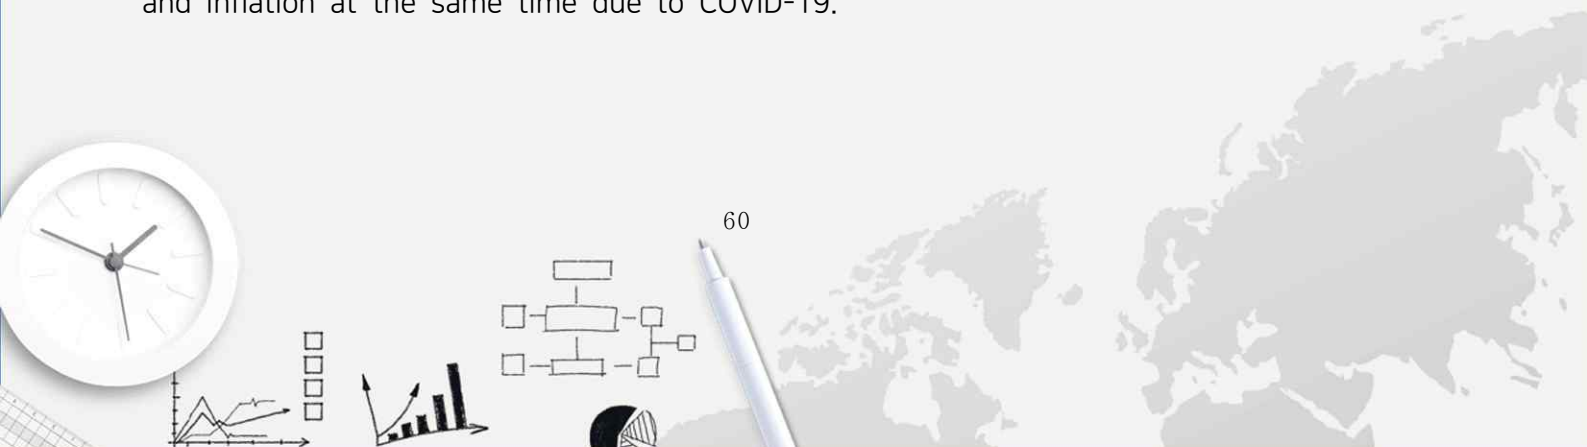 and inflation at the same time due to COVID-19.
60